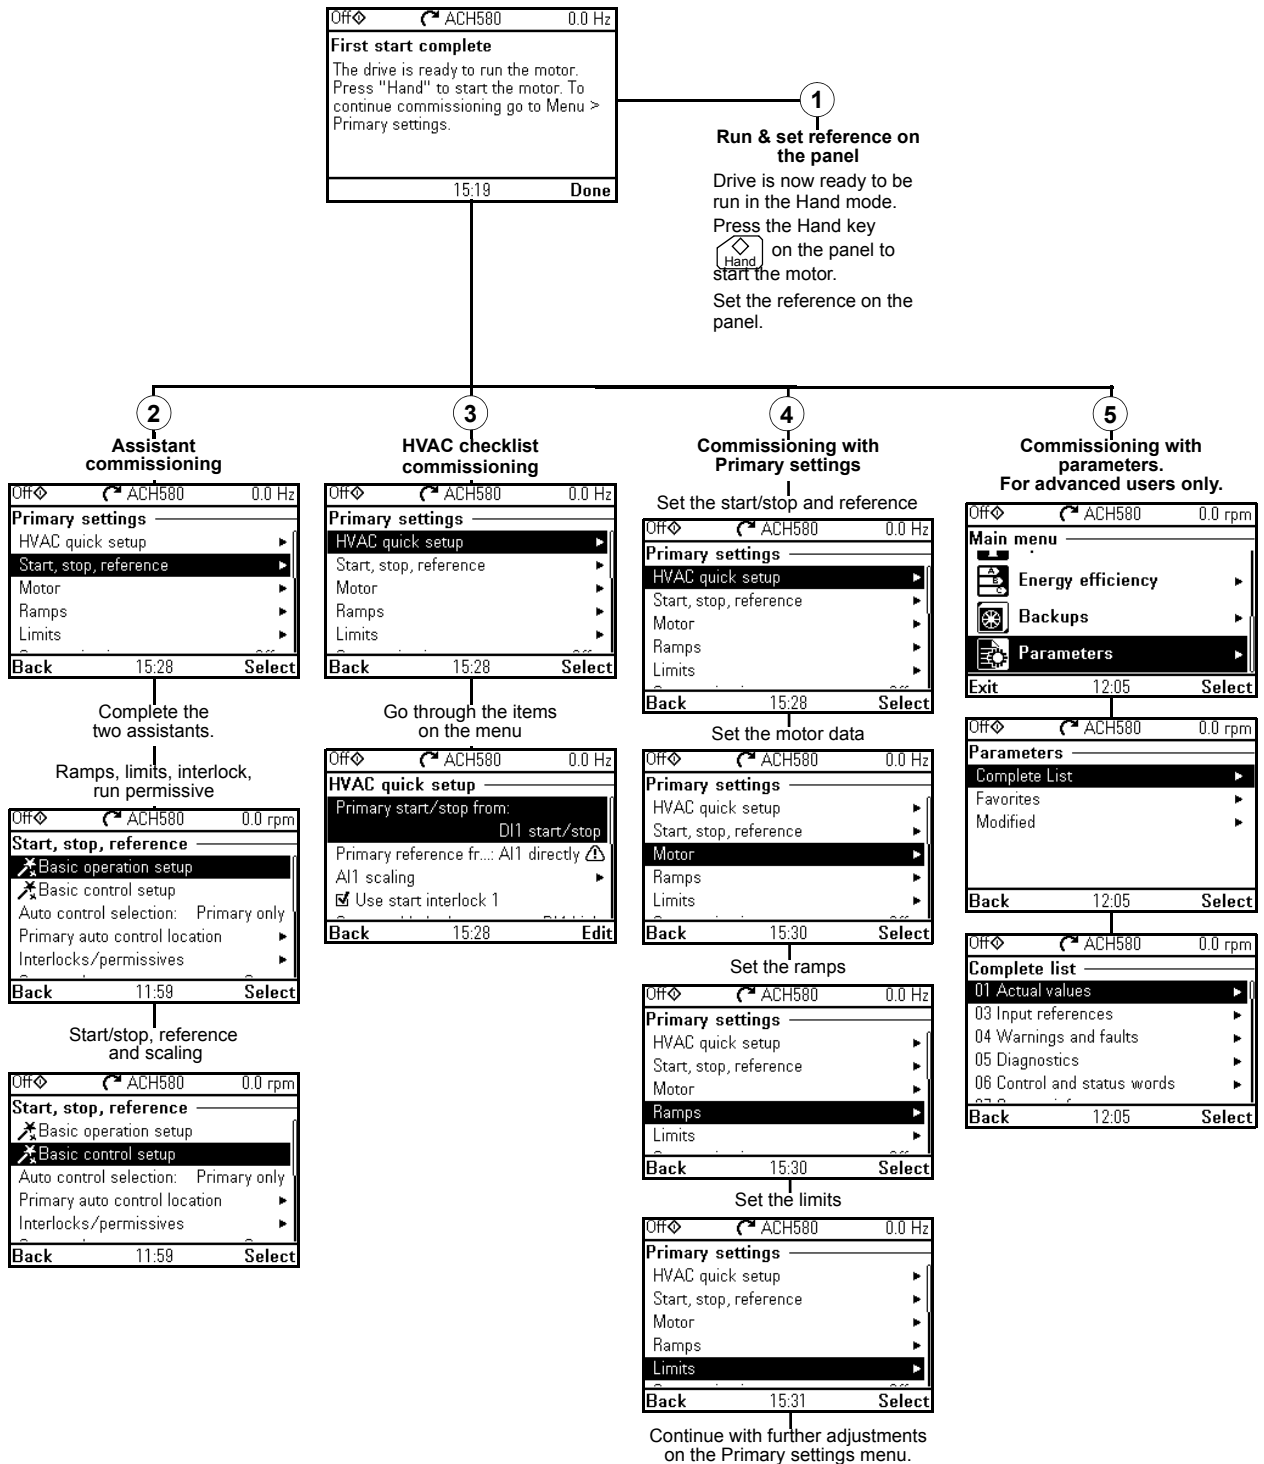 Off ACH580 0.0 Hz
First start complete
The drive is ready to run the motor.
Press "Hand" to start the motor. To
continue commissioning go to Menu >
Primary settings.
15:19 Done
1
Run & set reference on
the panel
Drive is now ready to be
run in the Hand mode.
Press the Hand key
Hand on the panel to
start the motor.
Set the reference on the
panel.
2
Assistant
commissioning
Off ACH580 0.0 Hz
Primary settings
HVAC quick setup
Start, stop, reference
Motor
Ramps
Limits
Back 15:28 Select
Complete the
two assistants.
Ramps, limits, interlock,
run permissive
Off ACH580 0.0 rpm
Start, stop, reference
Basic operation setup
Basic control setup
Auto control selection: Primary only
Primary auto control location
Interlocks/permissives
Back 11:59 Select
Start/stop, reference
and scaling
Off ACH580 0.0 rpm
Start, stop, reference
Basic operation setup
Basic control setup
Auto control selection: Primary only
Primary auto control location
Interlocks/permissives
Back 11:59 Select
3
HVAC checklist
commissioning
Off ACH580 0.0 Hz
Primary settings
HVAC quick setup
Start, stop, reference
Motor
Ramps
Limits
Back 15:28 Select
Go through the items
on the menu
Off ACH580 0.0 Hz
HVAC quick setup
Primary start/stop from:
DI1 start/stop
Primary reference fr...: AI1 directly
AI1 scaling
Use start interlock 1
Back 15:28 Edit
4
Commissioning with
Primary settings
Set the start/stop and reference
Off ACH580 0.0 Hz
Primary settings
HVAC quick setup
Start, stop, reference
Motor
Ramps
Limits
Back 15:28 Select
Set the motor data
Off ACH580 0.0 Hz
Primary settings
HVAC quick setup
Start, stop, reference
Motor
Ramps
Limits
Back 15:30 Select
Set the ramps
Off ACH580 0.0 Hz
Primary settings
HVAC quick setup
Start, stop, reference
Motor
Ramps
Limits
Back 15:30 Select
Set the limits
Off ACH580 0.0 Hz
Primary settings
HVAC quick setup
Start, stop, reference
Motor
Ramps
Limits
Back 15:31 Select
Continue with further adjustments
on the Primary settings menu.
5
Commissioning with
parameters.
For advanced users only.
Off ACH580 0.0 rpm
Main menu
Energy efficiency
Backups
Parameters
Exit 12:05 Select
Off ACH580 0.0 rpm
Parameters
Complete List
Favorites
Modified
Back 12:05 Select
Off ACH580 0.0 rpm
Complete list
01 Actual values
03 Input references
04 Warnings and faults
05 Diagnostics
06 Control and status words
Back 12:05 Select